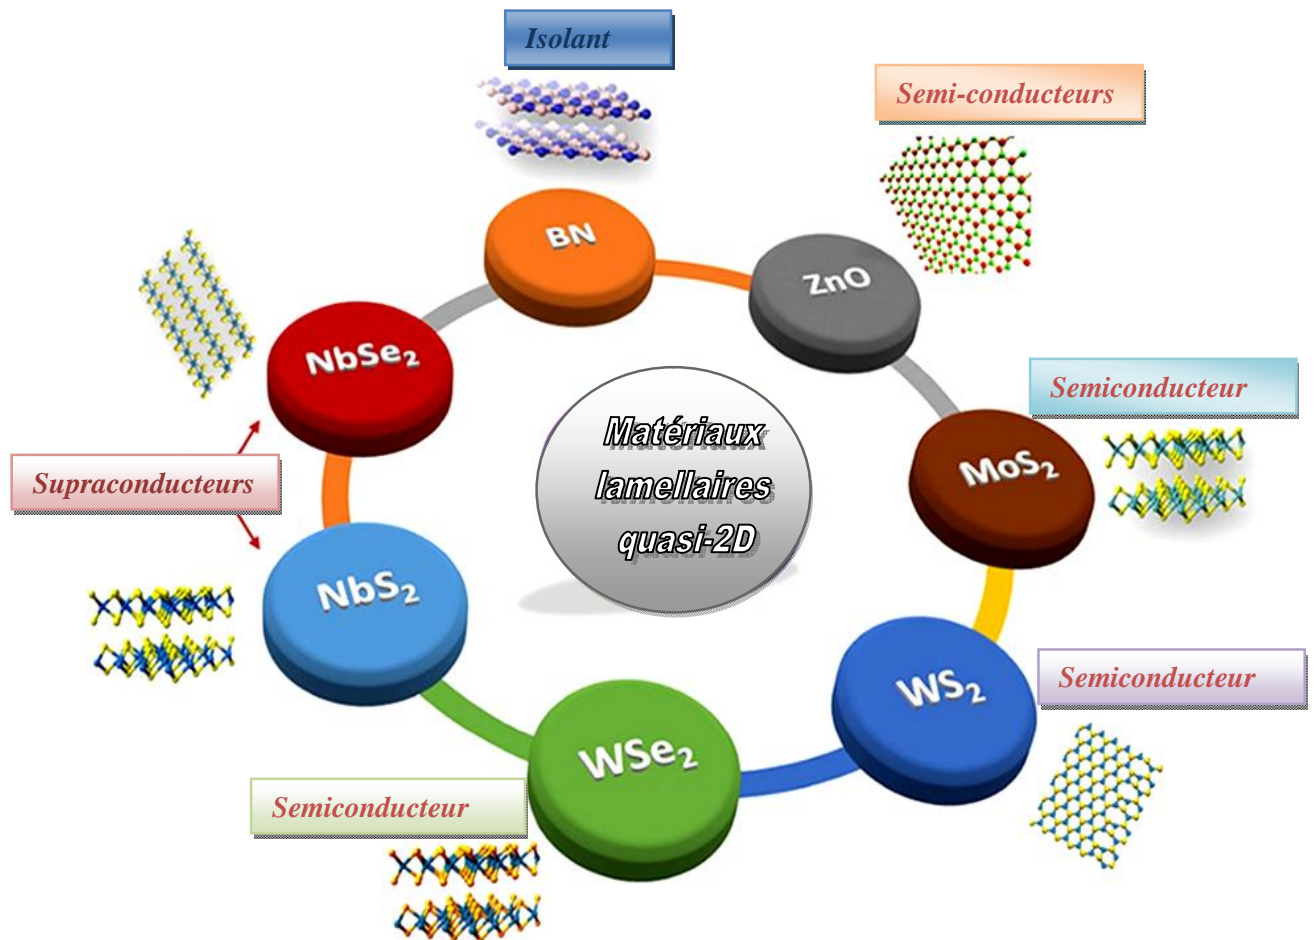 Isolant
Semi-conducteurs
BN
ZnO
NbSe₂
Semiconducteur
Matériaux
lamellaires
quasi-2D
MoS₂
Supraconducteurs
NbS₂
Semiconducteur
WS₂
WSe₂
Semiconducteur